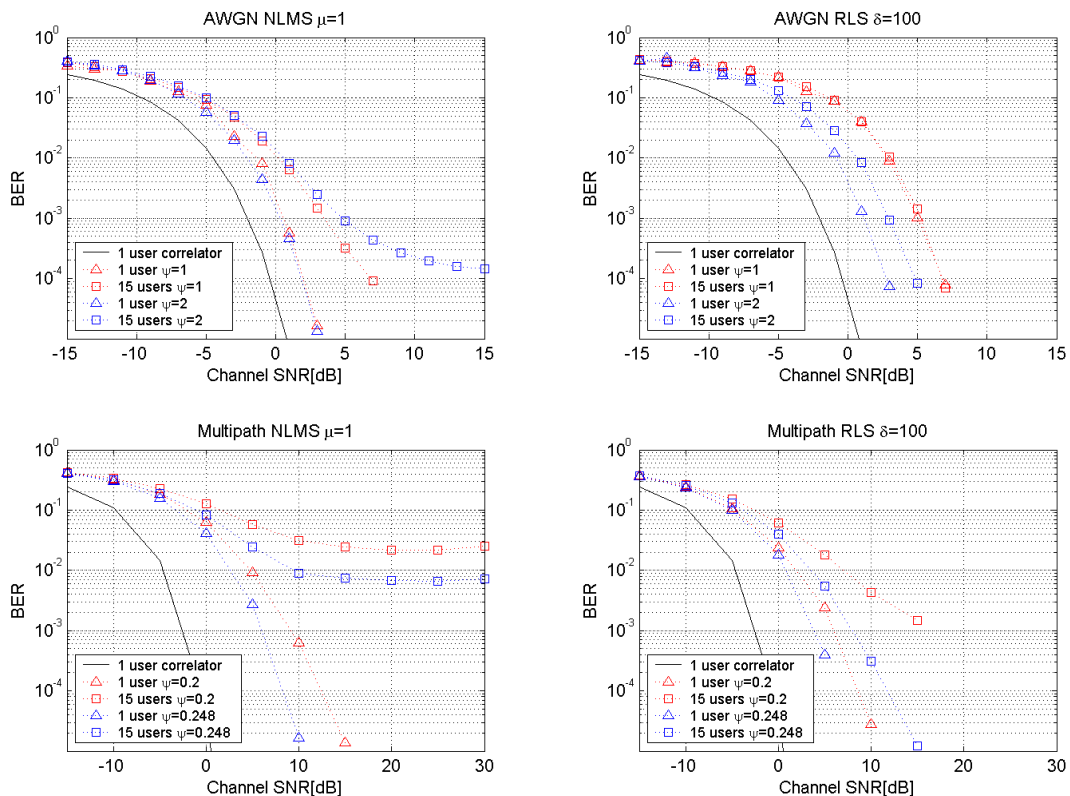 AWGN NLMS μ=1
10^0
10^-1
10^-2
10^-3
10^-4
BER
1 user correlator
1 user ψ=1
15 users ψ=1
1 user ψ=2
15 users ψ=2
-15 -10 -5 0 5 10 15
Channel SNR[dB]
AWGN RLS δ=100
10^0
10^-1
10^-2
10^-3
10^-4
BER
1 user correlator
1 user ψ=1
15 users ψ=1
1 user ψ=2
15 users ψ=2
-15 -10 -5 0 5 10 15
Channel SNR[dB]
Multipath NLMS μ=1
10^0
10^-1
10^-2
10^-3
10^-4
BER
1 user correlator
1 user ψ=0.2
15 users ψ=0.2
1 user ψ=0.248
15 users ψ=0.248
-10 0 10 20 30
Channel SNR[dB]
Multipath RLS δ=100
10^0
10^-1
10^-2
10^-3
10^-4
BER
1 user correlator
1 user ψ=0.2
15 users ψ=0.2
1 user ψ=0.248
15 users ψ=0.248
-10 0 10 20 30
Channel SNR[dB]